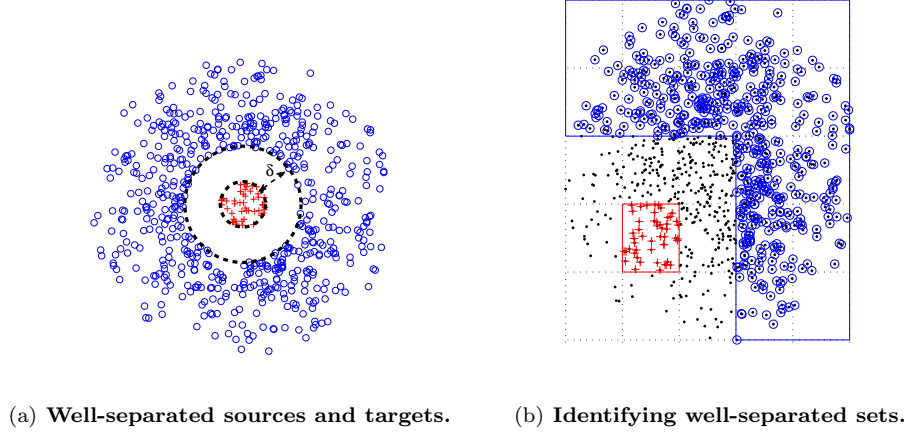 δ
(a) Well-separated sources and targets.
(b) Identifying well-separated sets.